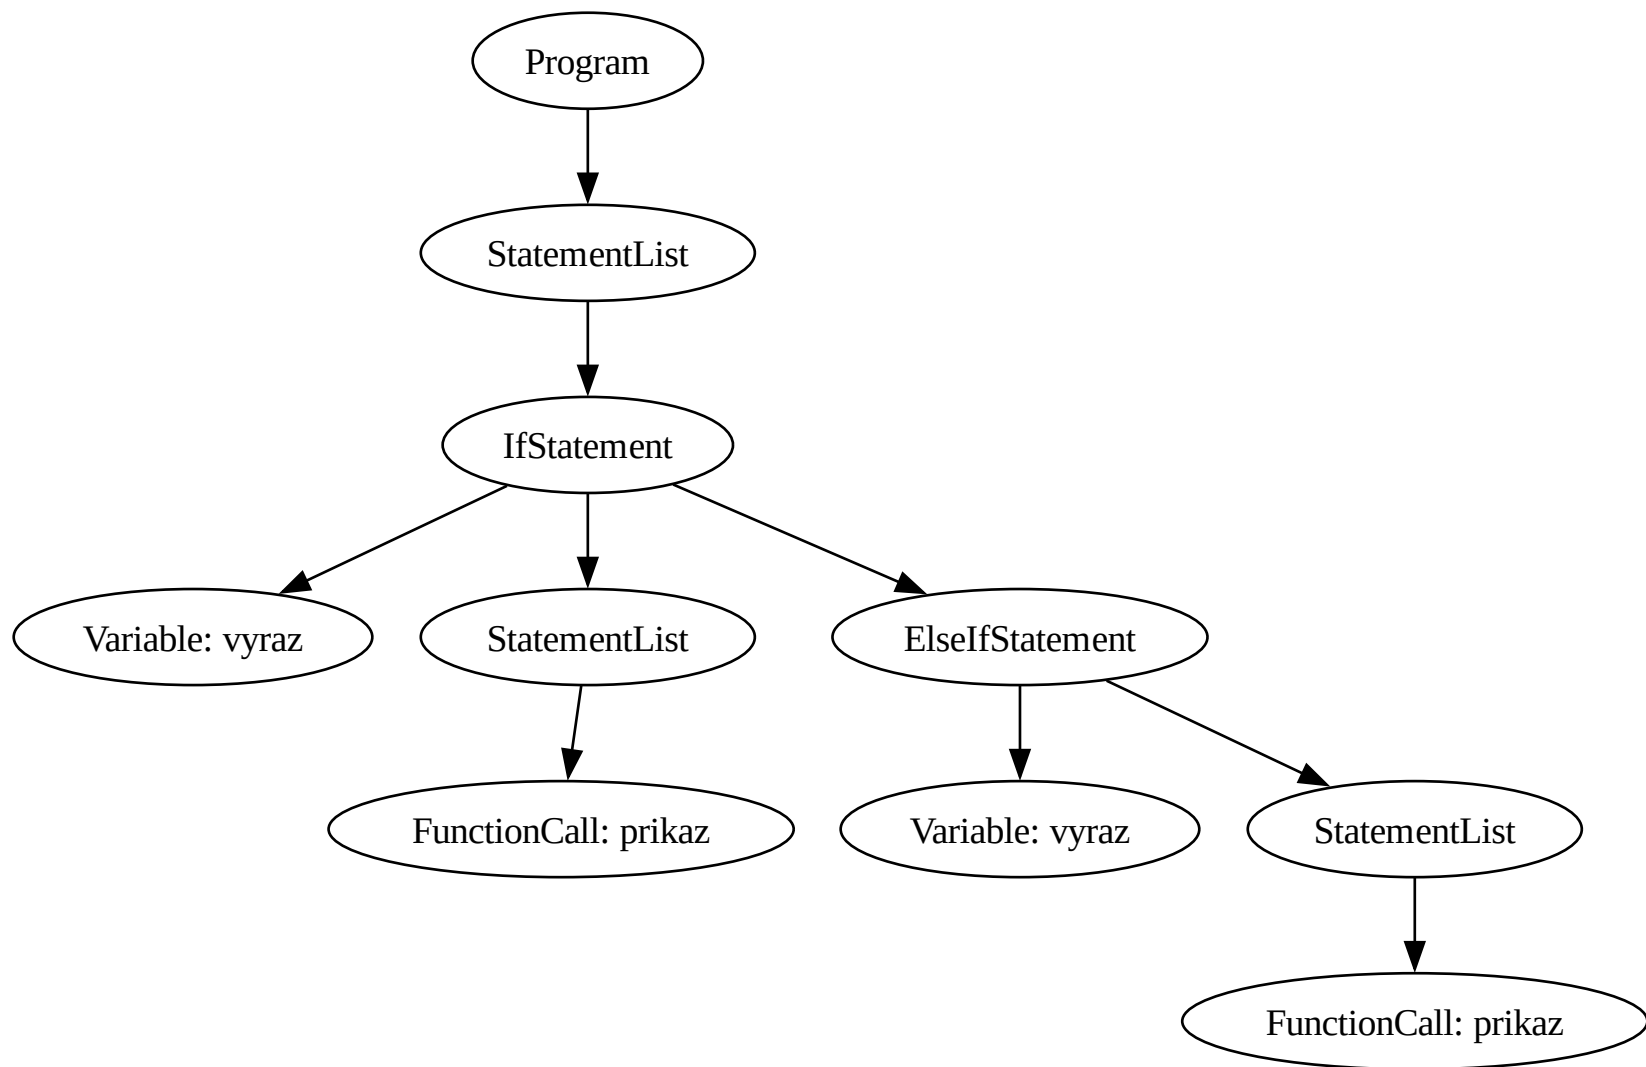 Program
StatementList
IfStatement
Variable: vyraz
StatementList
ElseIfStatement
FunctionCall: prikaz
Variable: vyraz
StatementList
FunctionCall: prikaz